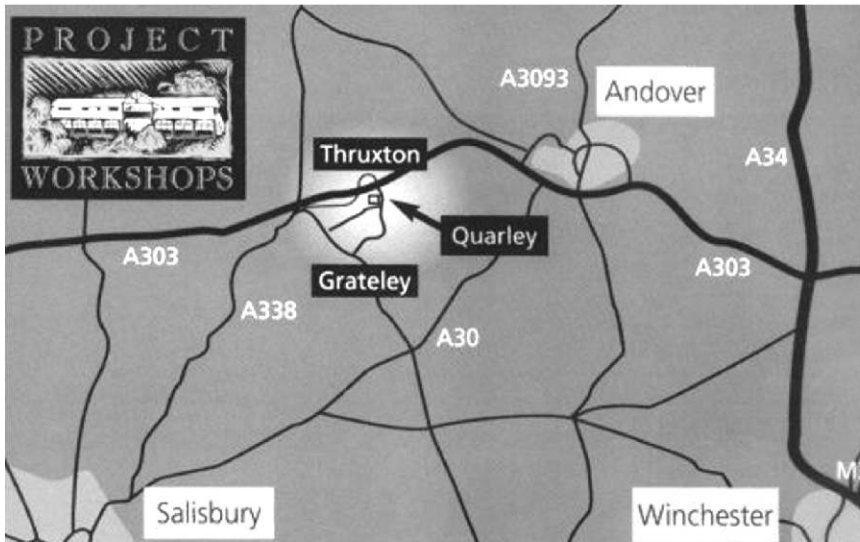 PROJECT
WORKSHOPS
A3093
Andover
Thruxton
A34
Quarley
A303
A303
Grateley
A338
A30
M
Salisbury
Winchester